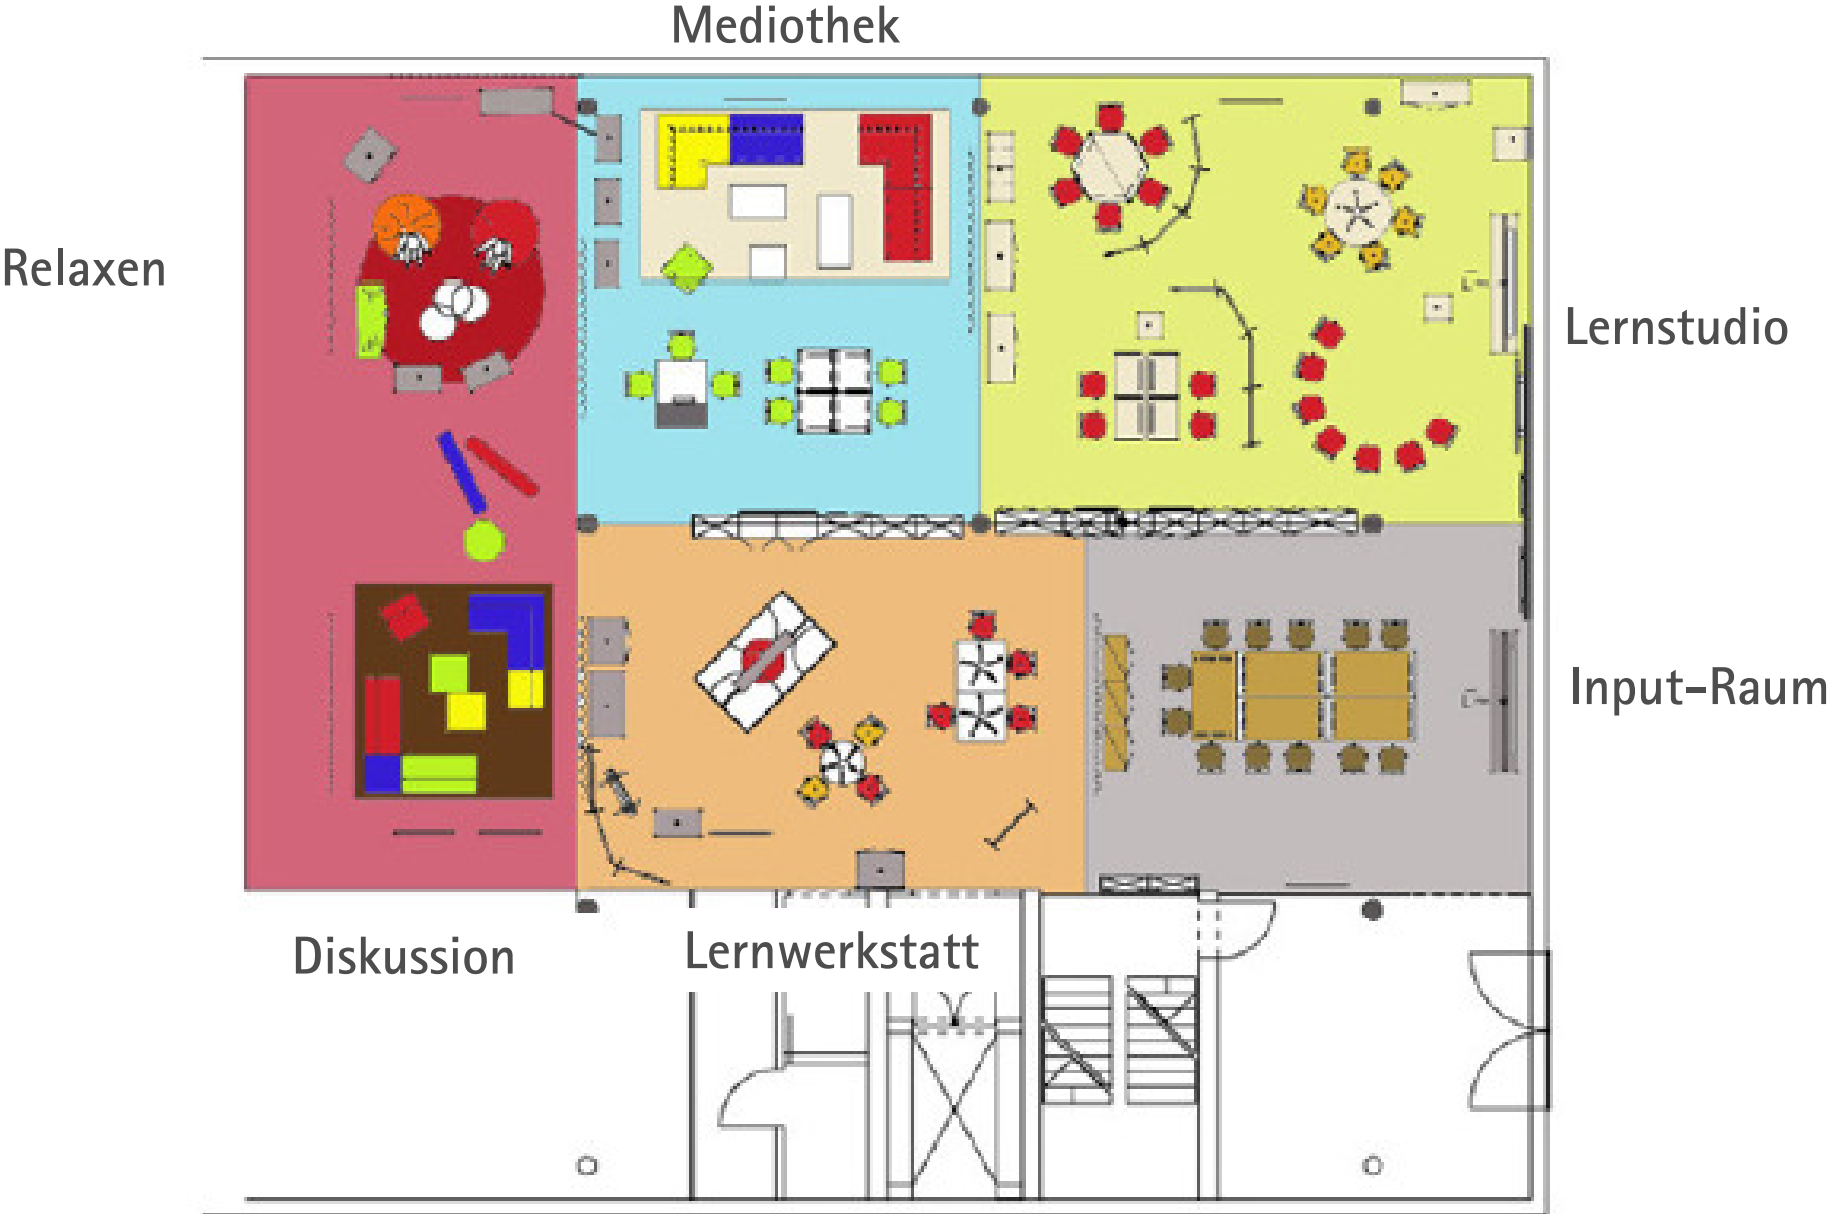 Mediothek
Relaxen
Lernstudio
Input-Raum
Diskussion
Lernwerkstatt